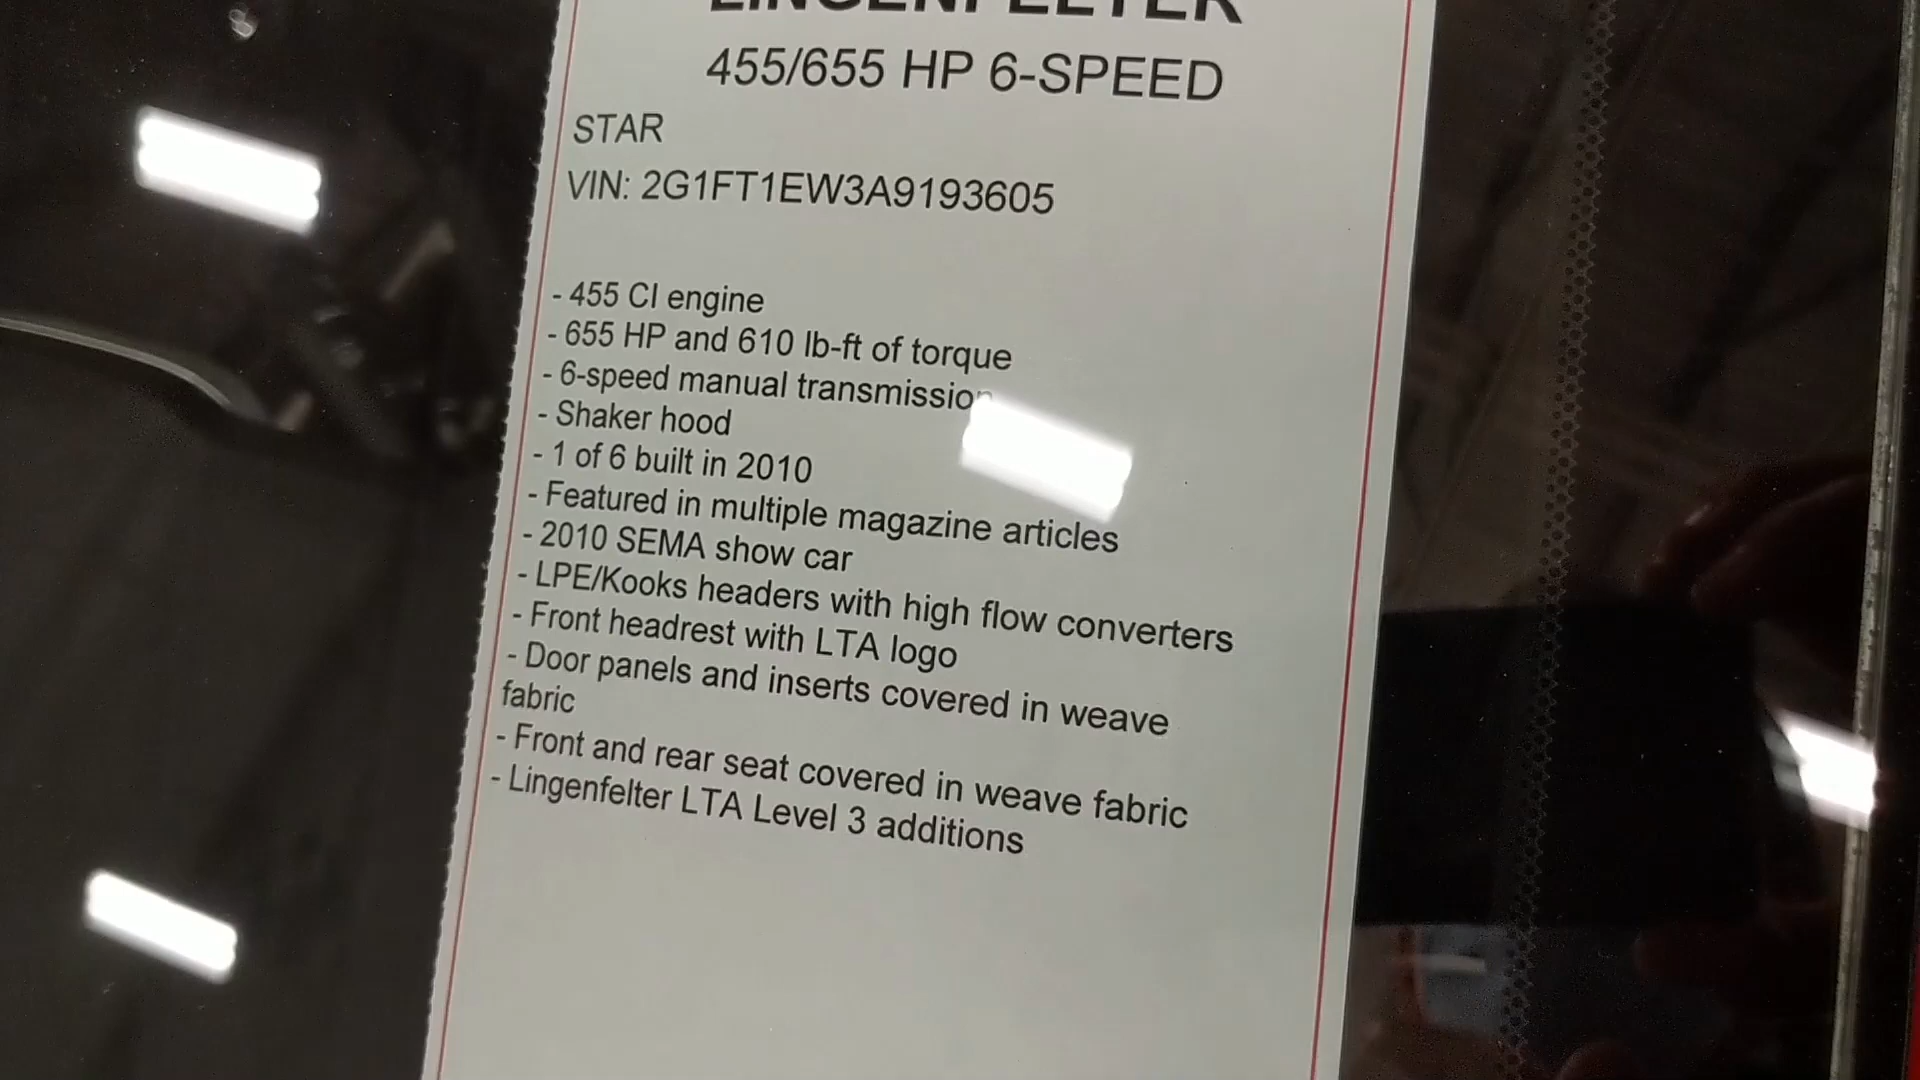 LINGENFELTER
455/655 HP 6-SPEED
STAR
VIN: 2G1FT1EW3A9193605
- 455 CI engine
- 655 HP and 610 lb-ft of torque
- 6-speed manual transmission
- Shaker hood
- 1 of 6 built in 2010
- Featured in multiple magazine articles
- 2010 SEMA show car
- LPE/Kooks headers with high flow converters
- Front headrest with LTA logo
- Door panels and inserts covered in weave
fabric
- Front and rear seat covered in weave fabric
- Lingenfelter LTA Level 3 additions